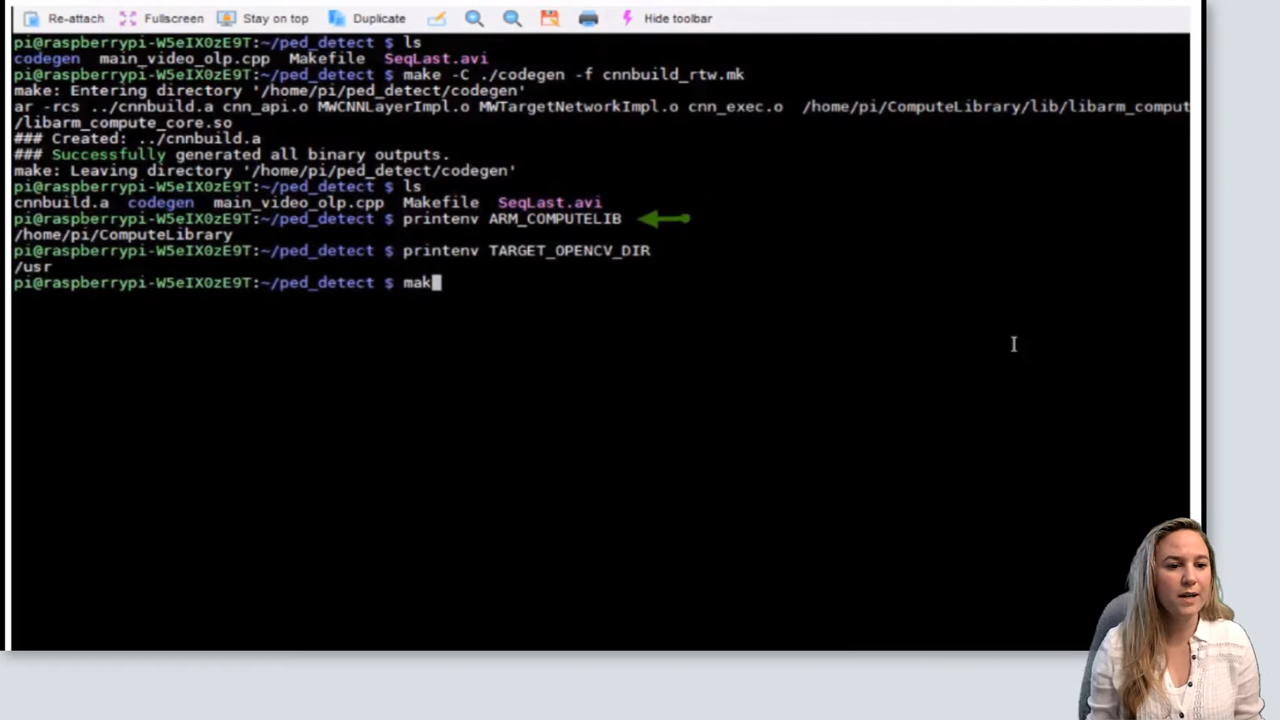 Re-attach Fullscreen Stay on top Duplicate Hide toolbar
pi@raspberrypi-W5eIX0zE9T:~/ped_detect $ ls
codegen main_video_olp.cpp Makefile SeqLast.avi
pi@raspberrypi-W5eIX0zE9T:~/ped_detect $ make -C ./codegen -f cnnbuild_rtw.mk
make: Entering directory '/home/pi/ped_detect/codegen'
ar -rcs ../cnnbuild.a cnn_api.o MWCNNLayerImpl.o MWTargetNetworkImpl.o cnn_exec.o /home/pi/ComputeLibrary/lib/libarm_comput
/libarm_compute_core.so
### Created: ../cnnbuild.a
### Successfully generated all binary outputs.
make: Leaving directory '/home/pi/ped_detect/codegen'
pi@raspberrypi-W5eIX0zE9T:~/ped_detect $ ls
cnnbuild.a codegen main_video_olp.cpp Makefile SeqLast.avi
pi@raspberrypi-W5eIX0zE9T:~/ped_detect $ printenv ARM_COMPUTELIB
/home/pi/ComputeLibrary
pi@raspberrypi-W5eIX0zE9T:~/ped_detect $ printenv TARGET_OPENCV_DIR
/usr
pi@raspberrypi-W5eIX0zE9T:~/ped_detect $ mak